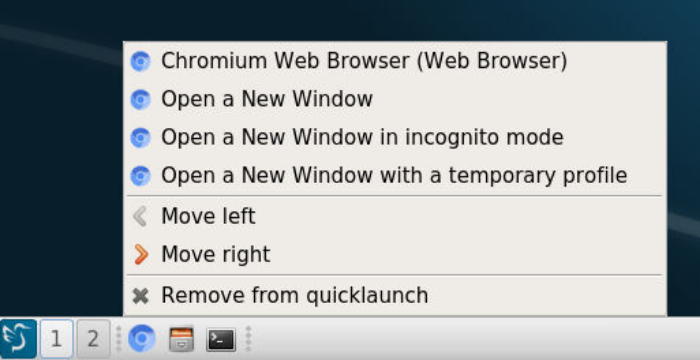 Chromium Web Browser (Web Browser)
Open a New Window
Open a New Window in incognito mode
Open a New Window with a temporary profile
Move left
Move right
Remove from quicklaunch
1 2